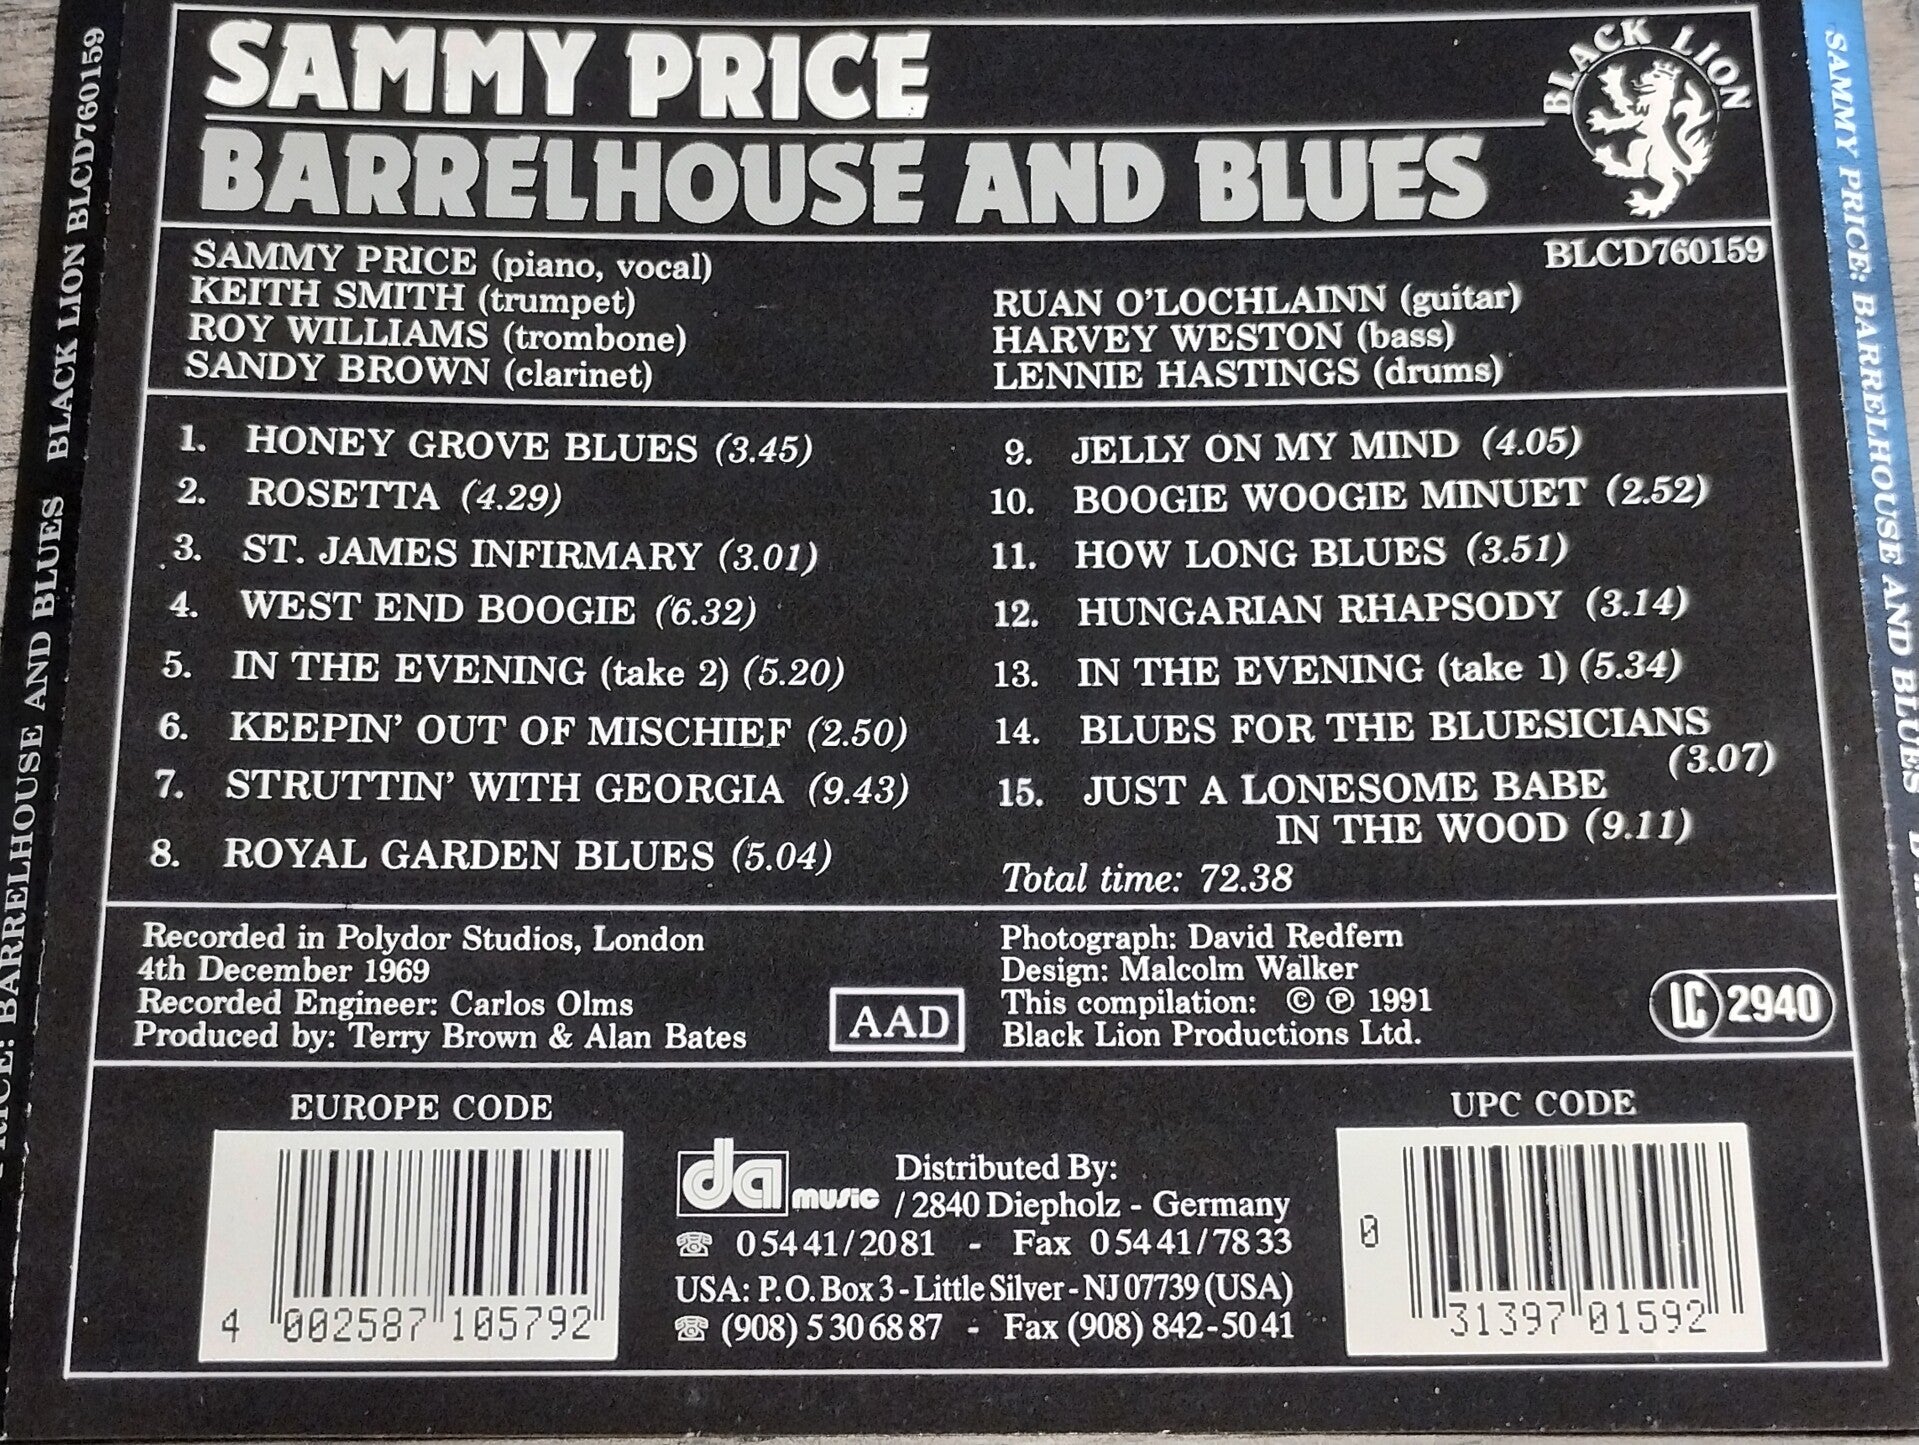 SAMMY PRICE
BARRELHOUSE AND BLUES
BLACK LION
BLCD760159
SAMMY PRICE (piano, vocal)
KEITH SMITH (trumpet)
ROY WILLIAMS (trombone)
SANDY BROWN (clarinet)
RUAN O'LOCHLAINN (guitar)
HARVEY WESTON (bass)
LENNIE HASTINGS (drums)
1. HONEY GROVE BLUES (3.45)
2. ROSETTA (4.29)
3. ST. JAMES INFIRMARY (3.01)
4. WEST END BOOGIE (6.32)
5. IN THE EVENING (take 2) (5.20)
6. KEEPIN' OUT OF MISCHIEF (2.50)
7. STRUTTIN' WITH GEORGIA (9.43)
8. ROYAL GARDEN BLUES (5.04)
9. JELLY ON MY MIND (4.05)
10. BOOGIE WOOGIE MINUET (2.52)
11. HOW LONG BLUES (3.51)
12. HUNGARIAN RHAPSODY (3.14)
13. IN THE EVENING (take 1) (5.34)
14. BLUES FOR THE BLUESICIANS
(3.07)
15. JUST A LONESOME BABE
IN THE WOOD (9.11)
Total time: 72.38
Recorded in Polydor Studios, London
4th December 1969
Recorded Engineer: Carlos Olms
Produced by: Terry Brown & Alan Bates
AAD
Photograph: David Redfern
Design: Malcolm Walker
This compilation: © ℗ 1991
Black Lion Productions Ltd.
LC 2940
EUROPE CODE
4 002587 105792
da music
Distributed By:
/ 2840 Diepholz - Germany
☏ 05441/2081 - Fax 05441/7833
USA: P.O. Box 3 - Little Silver - NJ 07739 (USA)
☏ (908) 5306887 - Fax (908) 842-5041
UPC CODE
0 31397 01592
PRICE: BARRELHOUSE AND BLUES BLACK LION BLCD760159
SAMMY PRICE: BARRELHOUSE AND BLUES